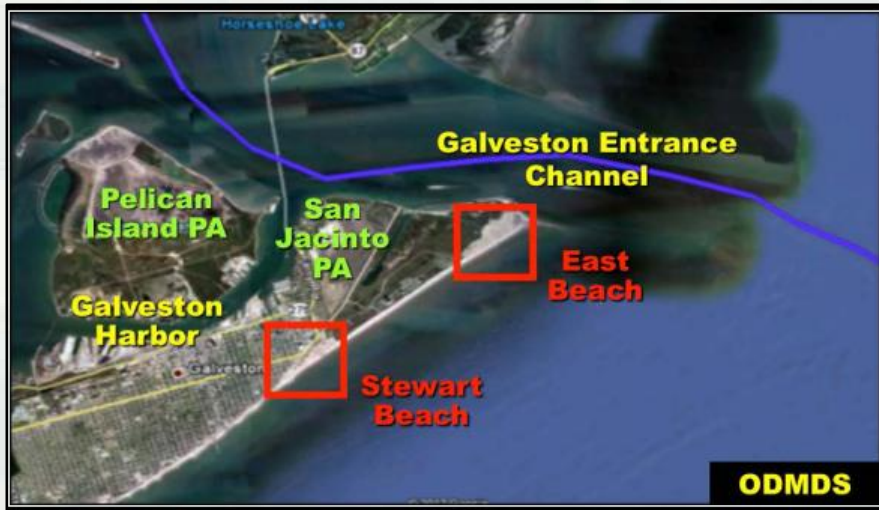 Horseshoe Lake
87
Galveston Entrance
Channel
Pelican
Island PA
San
Jacinto
PA
East
Beach
Galveston
Harbor
Galveston
Stewart
Beach
ODMDS